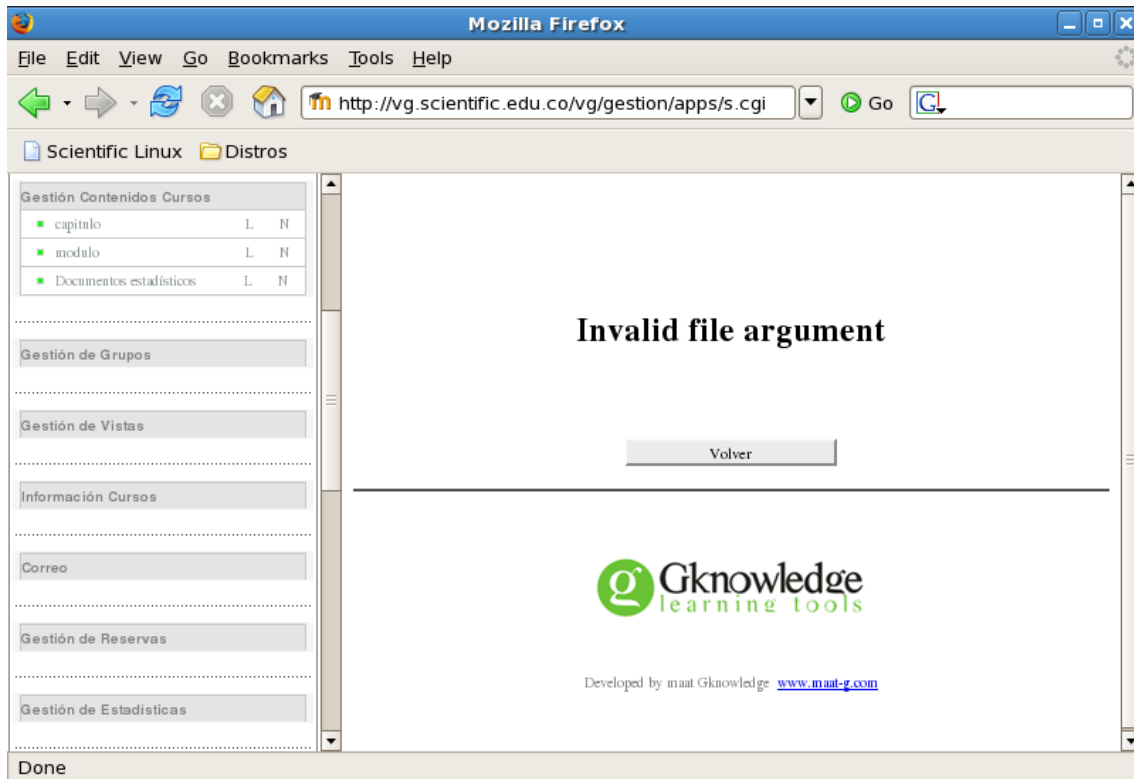 Mozilla Firefox
File Edit View Go Bookmarks Tools Help
http://vg.scientific.edu.co/vg/gestion/apps/s.cgi Go G
Scientific Linux Distros
Gestión Contenidos Cursos
capitulo L N
modulo L N
Documentos estadísticos L N
Gestión de Grupos
Gestión de Vistas
Información Cursos
Correo
Gestión de Reservas
Gestión de Estadísticas
Invalid file argument
Volver
g Gknowledge
learning tools
Developed by maat Gknowledge www.maat-g.com
Done